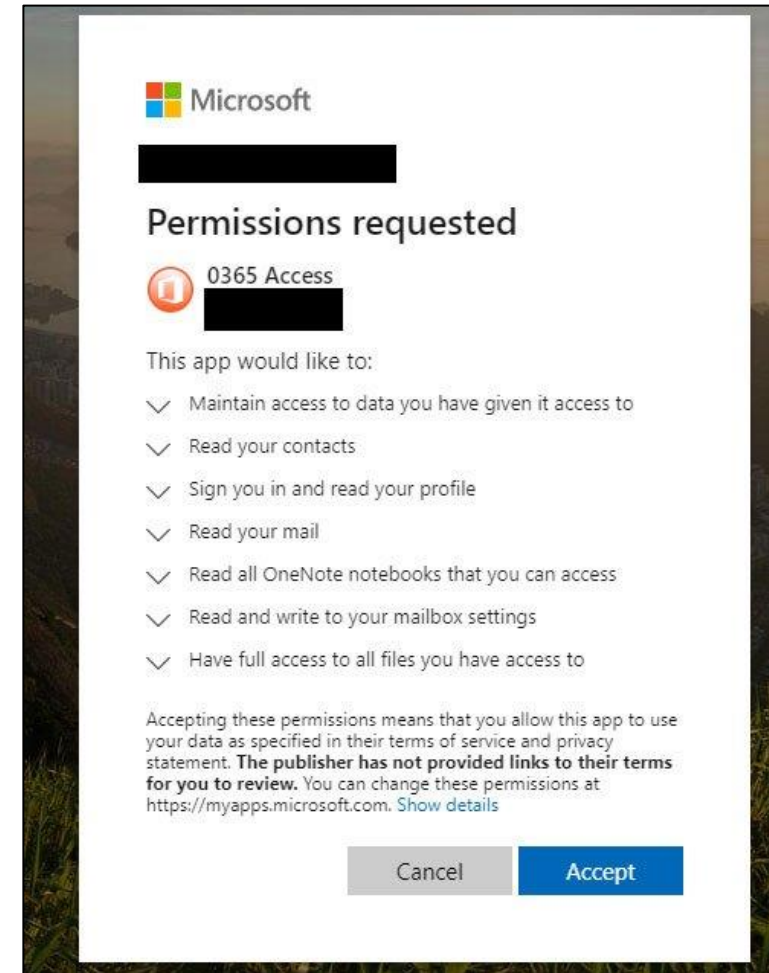 Microsoft
Permissions requested
0365 Access
This app would like to:
Maintain access to data you have given it access to
Read your contacts
Sign you in and read your profile
Read your mail
Read all OneNote notebooks that you can access
Read and write to your mailbox settings
Have full access to all files you have access to
Accepting these permissions means that you allow this app to use
your data as specified in their terms of service and privacy
statement. The publisher has not provided links to their terms
for you to review. You can change these permissions at
https://myapps.microsoft.com. Show details
Cancel
Accept